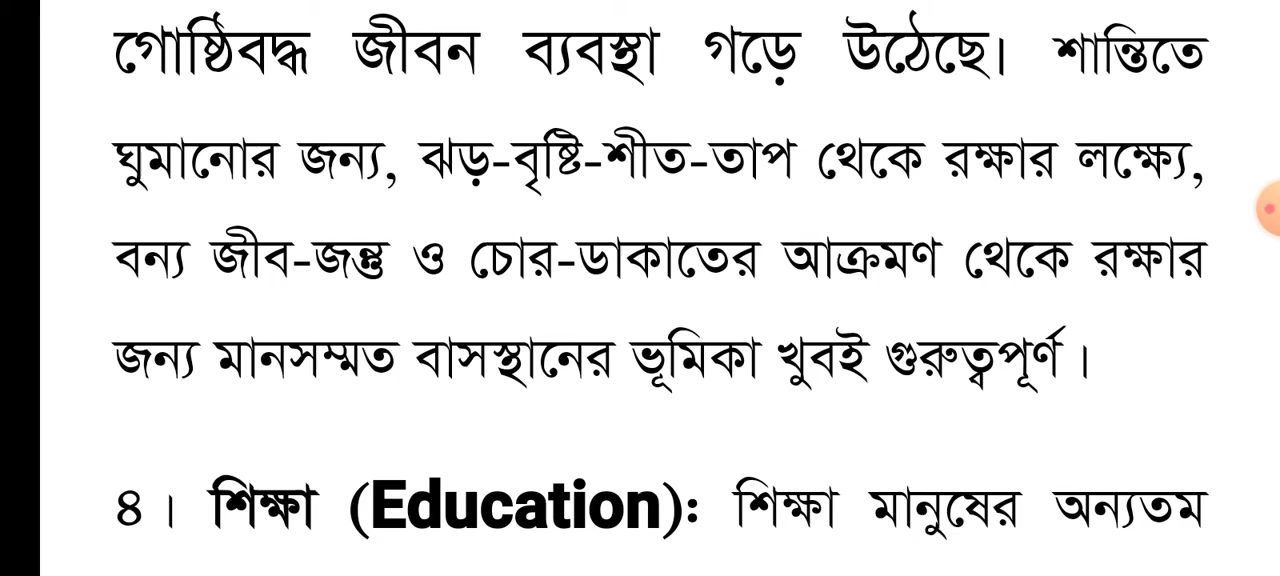 গোষ্ঠিবদ্ধ জীবন ব্যবস্থা গড়ে উঠেছে। শান্তিতে
ঘুমানোর জন্য, ঝড়-বৃষ্টি-শীত-তাপ থেকে রক্ষার লক্ষ্যে,
বন্য জীব-জন্তু ও চোর-ডাকাতের আক্রমণ থেকে রক্ষার
জন্য মানসম্মত বাসস্থানের ভূমিকা খুবই গুরুত্বপূর্ণ।
৪। শিক্ষা (Education): শিক্ষা মানুষের অন্যতম